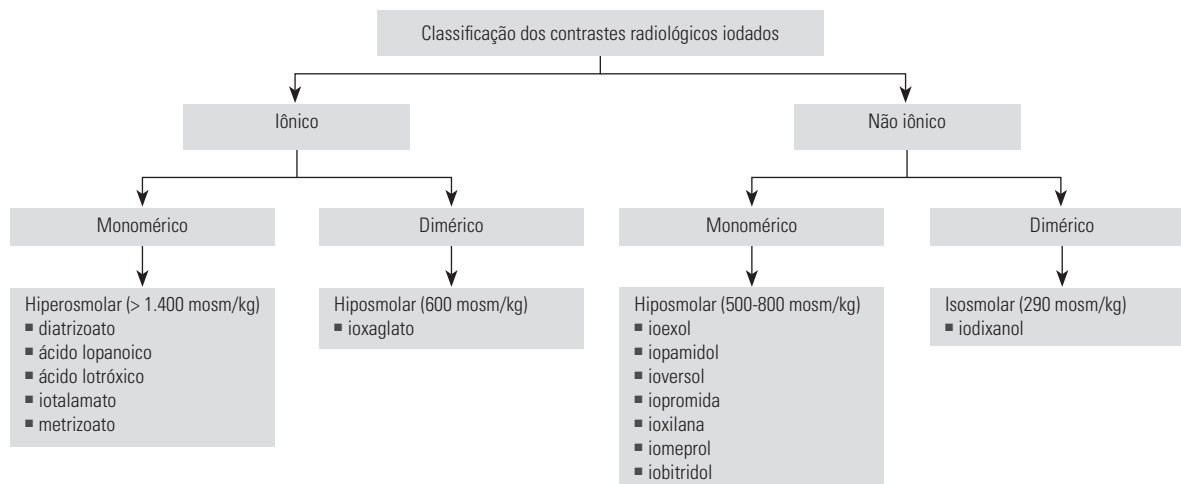 Classificação dos contrastes radiológicos iodados
Iônico
Não iônico
Monomérico
Dimérico
Monomérico
Dimérico
Hiperosmolar (> 1.400 mosm/kg)
■ diatrizoato
■ ácido lopanoico
■ ácido lotróxico
■ iotalamato
■ metrizoato
Hiposmolar (600 mosm/kg)
■ ioxaglato
Hiposmolar (500-800 mosm/kg)
■ ioexol
■ iopamidol
■ ioversol
■ iopromida
■ ioxilana
■ iomeprol
■ iobitridol
Isosmolar (290 mosm/kg)
■ iodixanol